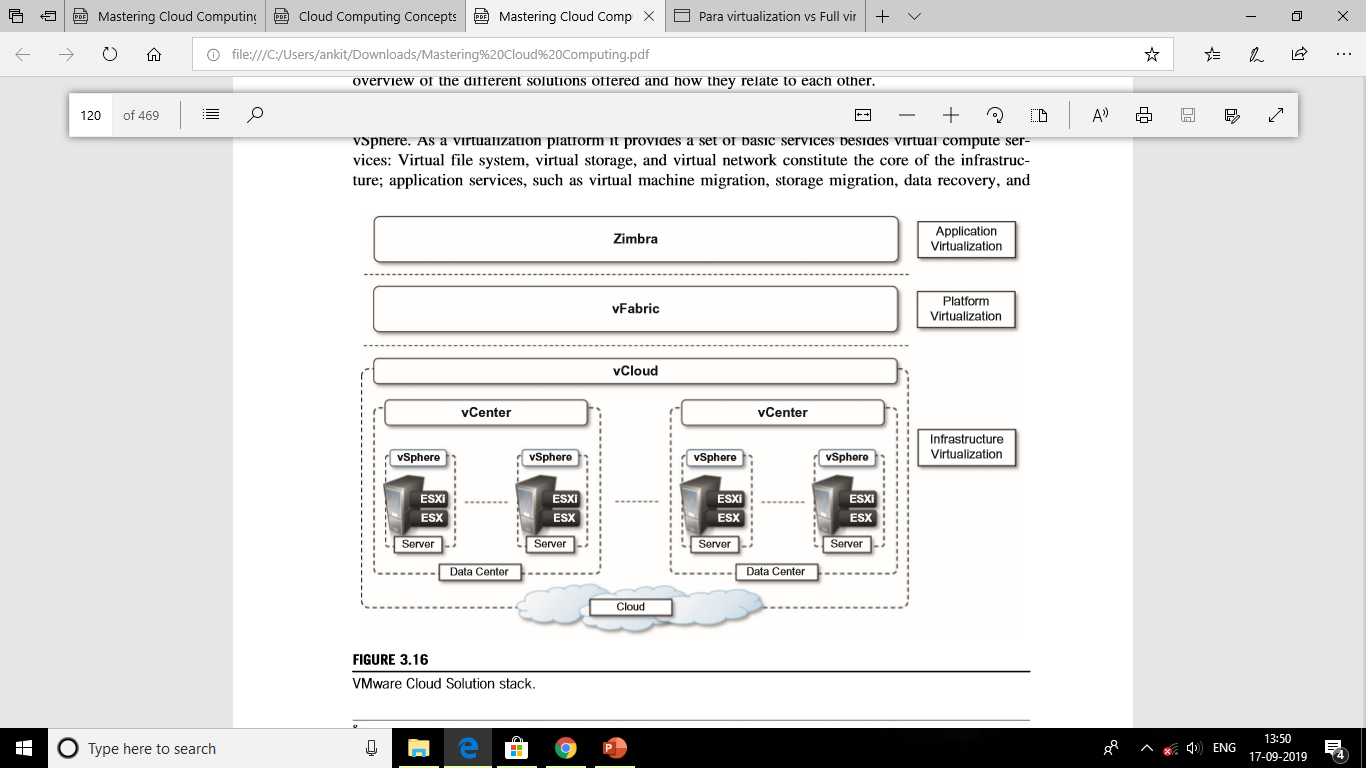 Mastering Cloud Computing
Cloud Computing Concepts
Mastering Cloud Comp
Para virtualization vs Full vir
file:///C:/Users/ankit/Downloads/Mastering%20Cloud%20Computing.pdf
overview of the different solutions offered and how they relate to each other.
120 of 469
vSphere. As a virtualization platform it provides a set of basic services besides virtual compute ser-
vices: Virtual file system, virtual storage, and virtual network constitute the core of the infrastruc-
ture; application services, such as virtual machine migration, storage migration, data recovery, and
Zimbra
Application
Virtualization
vFabric
Platform
Virtualization
vCloud
vCenter
vCenter
Infrastructure
Virtualization
vSphere
vSphere
vSphere
vSphere
ESXi
ESXi
ESXi
ESXi
ESX
ESX
ESX
ESX
Server
Server
Server
Server
Data Center
Data Center
Cloud
FIGURE 3.16
VMware Cloud Solution stack.
Type here to search
ENG
13:50
17-09-2019
4